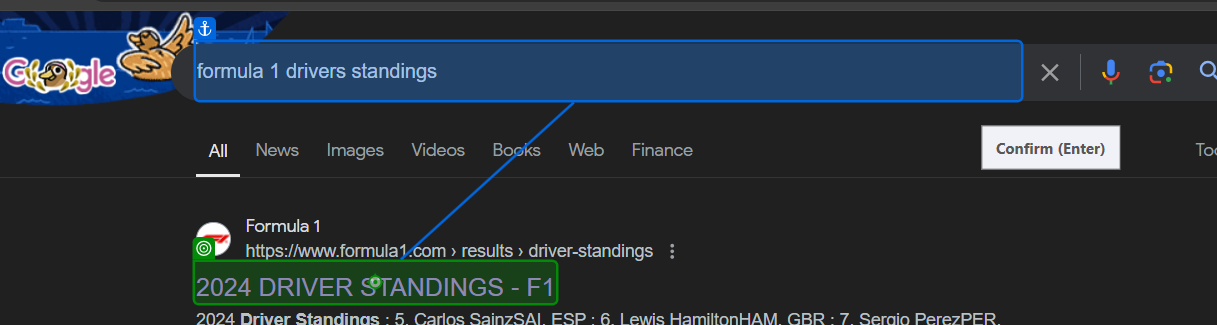 Google
formula 1 drivers standings
All News Images Videos Books Web Finance
Confirm (Enter)
Too
Formula 1
https://www.formula1.com › results › driver-standings
2024 DRIVER STANDINGS - F1
2024 Driver Standings : 5. Carlos SainzSAI. ESP : 6. Lewis HamiltonHAM. GBR : 7. Sergio PerezPER.